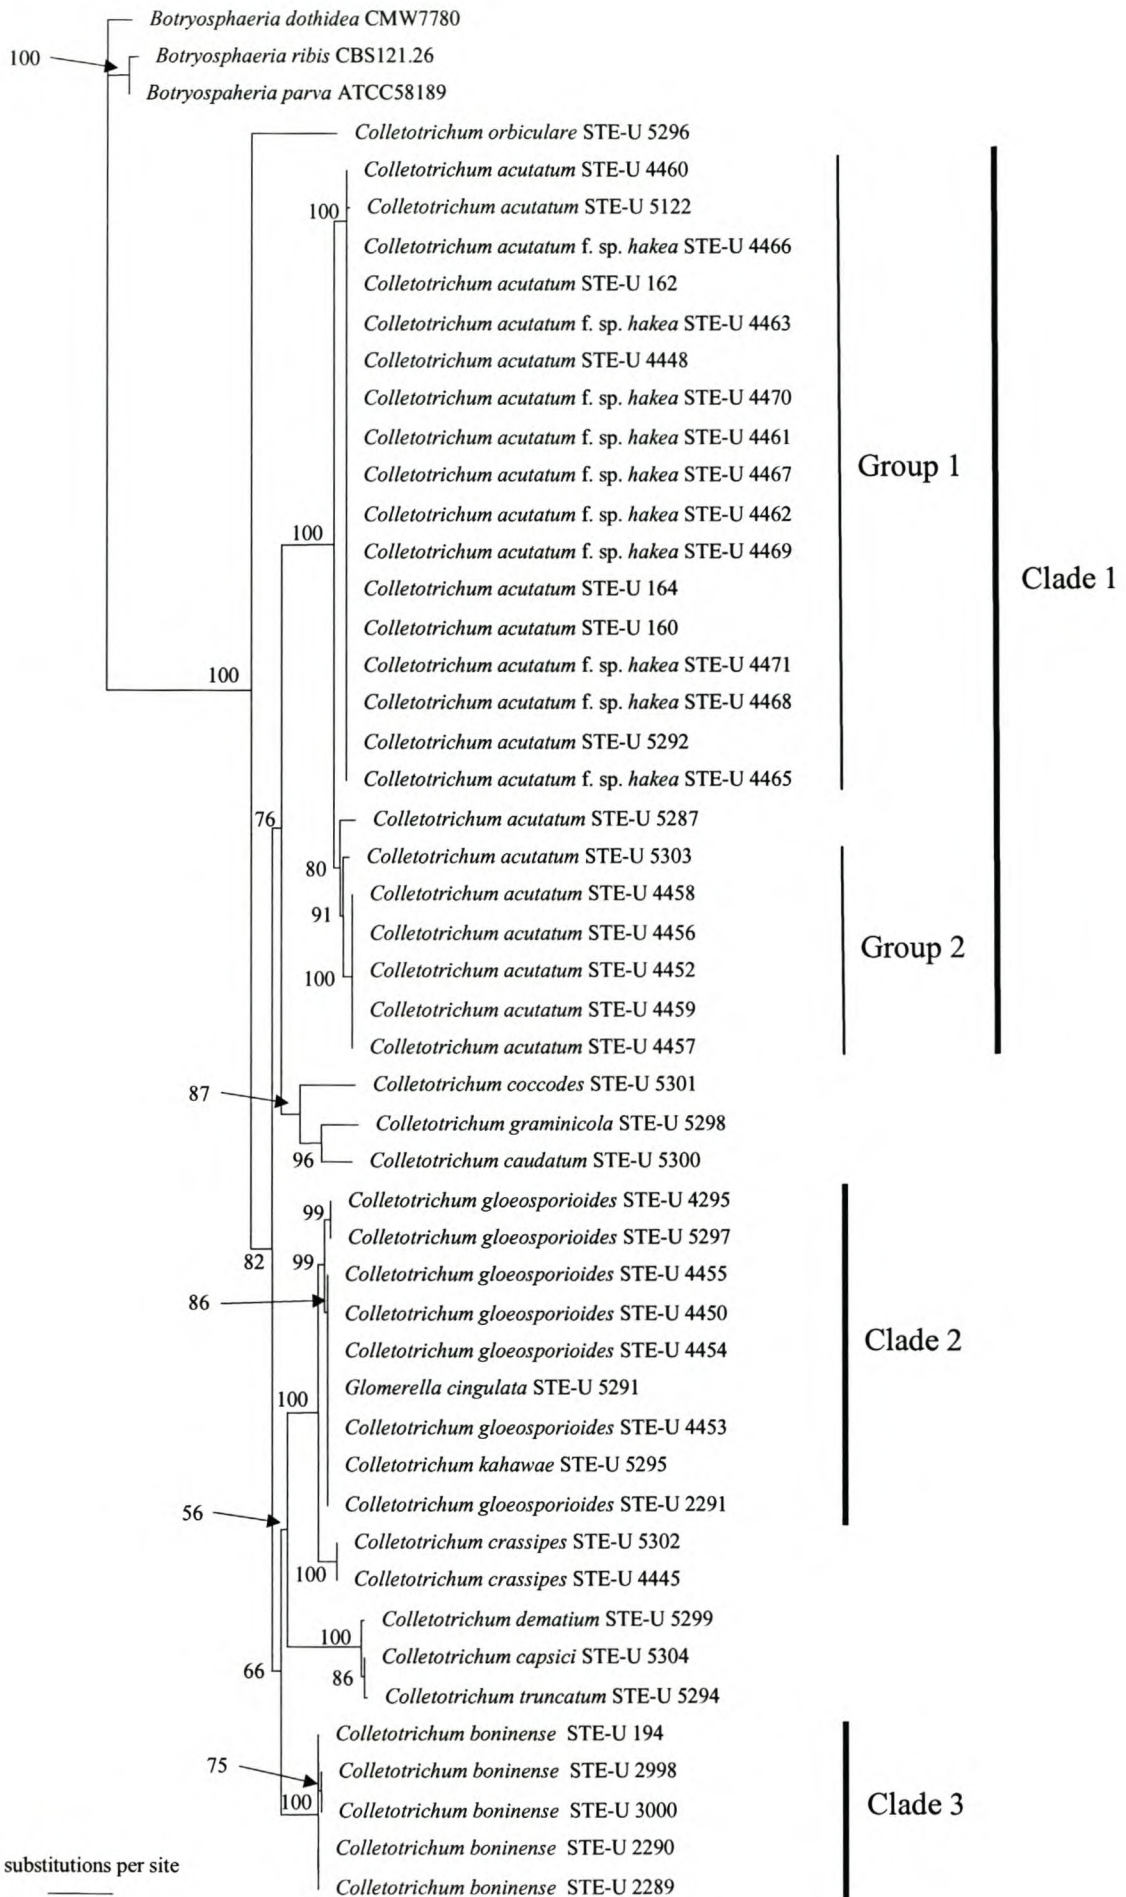 Botryosphaeria dothidea CMW7780
100
Botryosphaeria ribis CBS121.26
Botryospaheria parva ATCC58189
Colletotrichum orbiculare STE-U 5296
Colletotrichum acutatum STE-U 4460
100
Colletotrichum acutatum STE-U 5122
Colletotrichum acutatum f. sp. hakea STE-U 4466
Colletotrichum acutatum STE-U 162
Colletotrichum acutatum f. sp. hakea STE-U 4463
Colletotrichum acutatum STE-U 4448
Colletotrichum acutatum f. sp. hakea STE-U 4470
Colletotrichum acutatum f. sp. hakea STE-U 4461
Group 1
Colletotrichum acutatum f. sp. hakea STE-U 4467
Colletotrichum acutatum f. sp. hakea STE-U 4462
100
Colletotrichum acutatum f. sp. hakea STE-U 4469
Clade 1
Colletotrichum acutatum STE-U 164
Colletotrichum acutatum STE-U 160
Colletotrichum acutatum f. sp. hakea STE-U 4471
100
Colletotrichum acutatum f. sp. hakea STE-U 4468
Colletotrichum acutatum STE-U 5292
Colletotrichum acutatum f. sp. hakea STE-U 4465
76
Colletotrichum acutatum STE-U 5287
Colletotrichum acutatum STE-U 5303
80
Colletotrichum acutatum STE-U 4458
91
Colletotrichum acutatum STE-U 4456
Group 2
Colletotrichum acutatum STE-U 4452
100
Colletotrichum acutatum STE-U 4459
Colletotrichum acutatum STE-U 4457
Colletotrichum coccodes STE-U 5301
87
Colletotrichum graminicola STE-U 5298
Colletotrichum caudatum STE-U 5300
96
Colletotrichum gloeosporioides STE-U 4295
99
Colletotrichum gloeosporioides STE-U 5297
99
82
Colletotrichum gloeosporioides STE-U 4455
86
Colletotrichum gloeosporioides STE-U 4450
Clade 2
Colletotrichum gloeosporioides STE-U 4454
Glomerella cingulata STE-U 5291
100
Colletotrichum gloeosporioides STE-U 4453
Colletotrichum kahawae STE-U 5295
Colletotrichum gloeosporioides STE-U 2291
56
Colletotrichum crassipes STE-U 5302
100
Colletotrichum crassipes STE-U 4445
Colletotrichum dematium STE-U 5299
100
Colletotrichum capsici STE-U 5304
66
86
Colletotrichum truncatum STE-U 5294
Colletotrichum boninense STE-U 194
75
Colletotrichum boninense STE-U 2998
100
Colletotrichum boninense STE-U 3000
Clade 3
Colletotrichum boninense STE-U 2290
substitutions per site
Colletotrichum boninense STE-U 2289